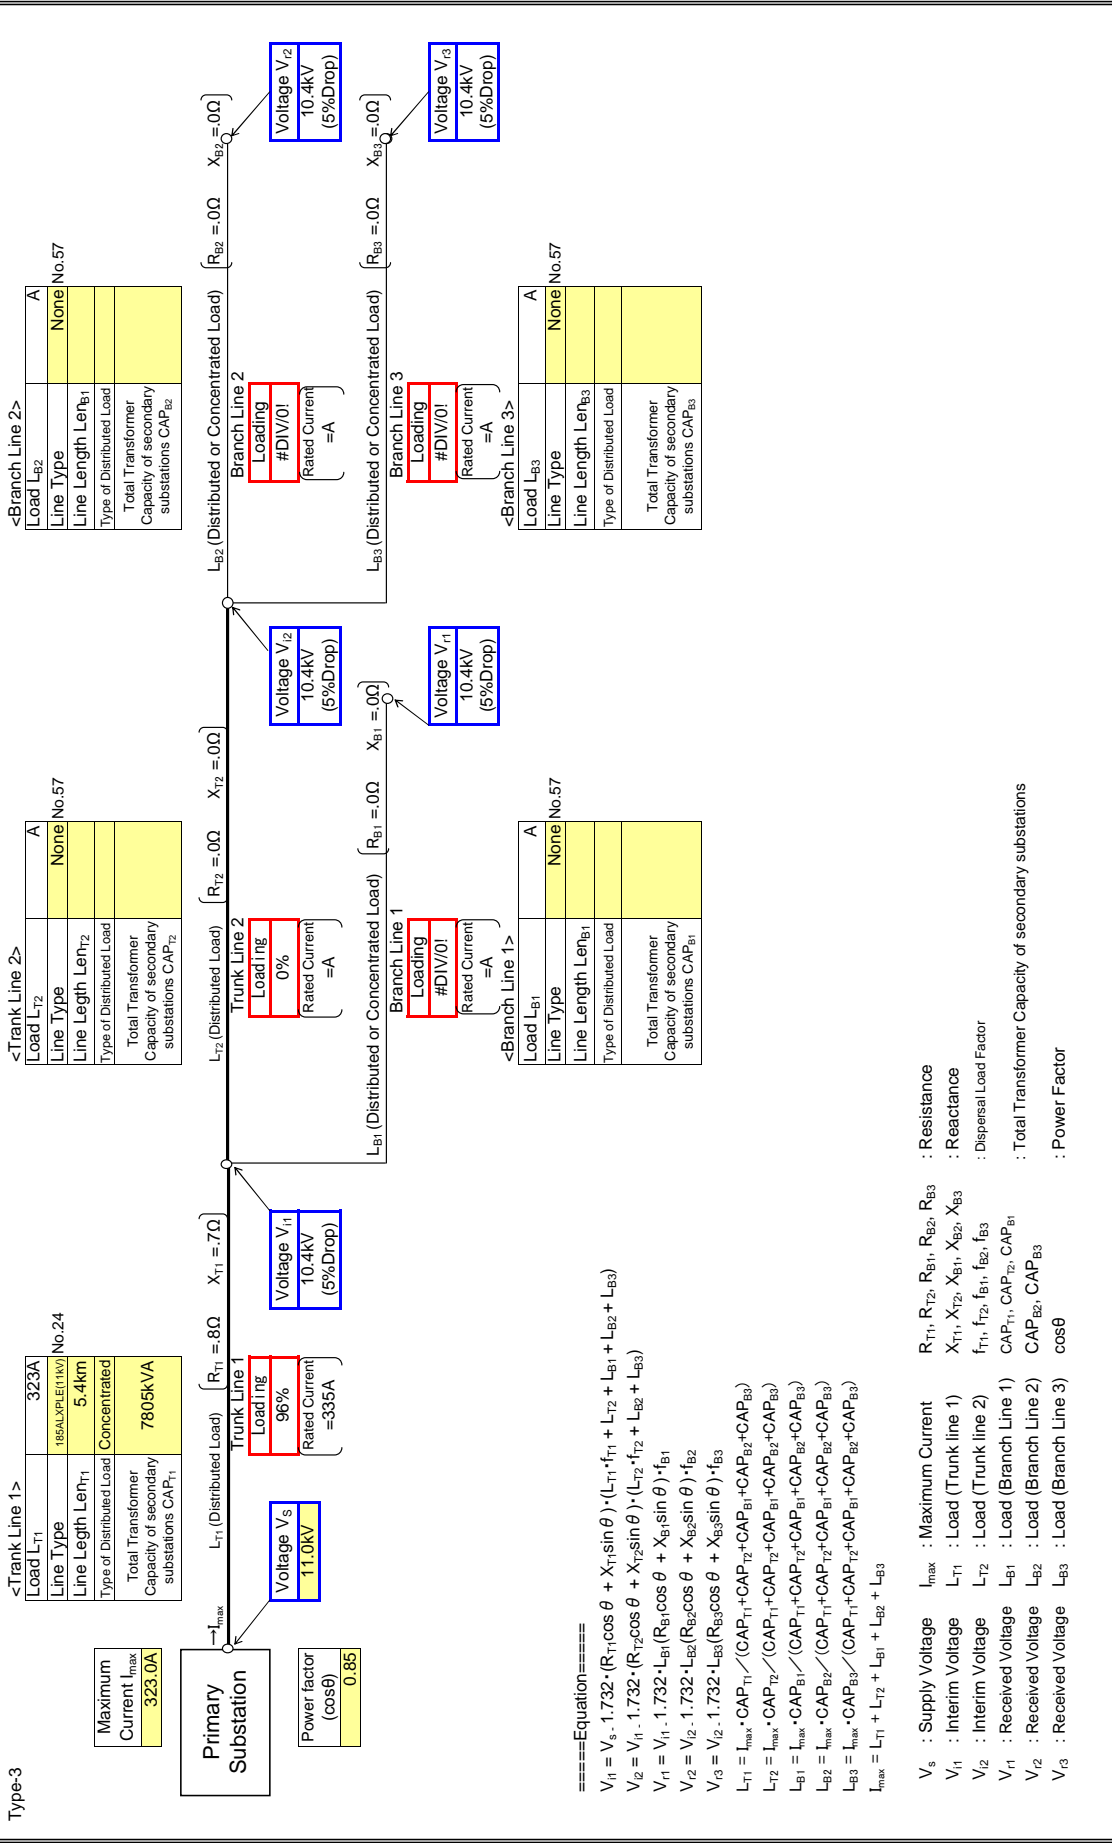 Type-3
Maximum
Current Imax
323.0A
Primary
Substation
→Imax
Power factor
(cosθ)
0.85
Voltage VS
11.0kV
<Trank Line 1>
Load LT1 323A
Line Type 185ALXPLE(11kV) No.24
Line Legth LenT1 5.4km
Type of Distributed Load Concentrated
Total Transformer
Capacity of secondary
substations CAPT1
7805kVA
LT1 (Distributed Load) RT1 =.8Ω XT1 =.7Ω
Trunk Line 1
Loading
96%
Rated Current
=335A
Voltage Vi1
10.4kV
(5%Drop)
<Trank Line 2>
Load LT2 A
Line Type None No.57
Line Length LenT2
Type of Distributed Load
Total Transformer
Capacity of secondary
substations CAPT2
LT2 (Distributed Load) RT2 =.0Ω XT2 =.0Ω
Trunk Line 2
Loading
0%
Rated Current
=A
Voltage Vi2
10.4kV
(5%Drop)
LB1 (Distributed or Concentrated Load) RB1 =.0Ω XB1 =.0Ω
Branch Line 1
Loading
#DIV/0!
Rated Current
=A
Voltage Vr1
10.4kV
(5%Drop)
<Branch Line 1>
Load LB1 A
Line Type None No.57
Line Length LenB1
Type of Distributed Load
Total Transformer
Capacity of secondary
substations CAPB1
<Branch Line 2>
Load LB2 A
Line Type None No.57
Line Length LenB1
Type of Distributed Load
Total Transformer
Capacity of secondary
substations CAPB2
LB2 (Distributed or Concentrated Load) RB2 =.0Ω XB2 =.0Ω
Branch Line 2
Loading
#DIV/0!
Rated Current
=A
Voltage Vr2
10.4kV
(5%Drop)
LB3 (Distributed or Concentrated Load) RB3 =.0Ω XB3 =.0Ω
Branch Line 3
Loading
#DIV/0!
Rated Current
=A
Voltage Vr3
10.4kV
(5%Drop)
<Branch Line 3>
Load LB3 A
Line Type None No.57
Line Length LenB3
Type of Distributed Load
Total Transformer
Capacity of secondary
substations CAPB3
=====Equation=====
Vi1 = Vs - 1.732・(RT1cos θ + XT1sin θ)・(LT1・fT1 + LT2 + LB1 + LB2 + LB3)
Vi2 = Vi1 - 1.732・(RT2cos θ + XT2sin θ)・(LT2・fT2 + LB2 + LB3)
Vr1 = Vi1 - 1.732・LB1(RB1cos θ + XB1sin θ)・fB1
Vr2 = Vi2 - 1.732・LB2(RB2cos θ + XB2sin θ)・fB2
Vr3 = Vi2 - 1.732・LB3(RB3cos θ + XB3sin θ)・fB3
LT1 = Imax・CAPT1／(CAPT1+CAPT2+CAPB1+CAPB2+CAPB3)
LT2 = Imax・CAPT2／(CAPT1+CAPT2+CAPB1+CAPB2+CAPB3)
LB1 = Imax・CAPB1／(CAPT1+CAPT2+CAPB1+CAPB2+CAPB3)
LB2 = Imax・CAPB2／(CAPT1+CAPT2+CAPB1+CAPB2+CAPB3)
LB3 = Imax・CAPB3／(CAPT1+CAPT2+CAPB1+CAPB2+CAPB3)
Imax = LT1 + LT2 + LB1 + LB2 + LB3
Vs : Supply Voltage Imax : Maximum Current RT1, RT2, RB1, RB2, RB3 : Resistance
Vi1 : Interim Voltage LT1 : Load (Trunk line 1) XT1, XT2, XB1, XB2, XB3 : Reactance
Vi2 : Interim Voltage LT2 : Load (Trunk line 2) fT1, fT2, fB1, fB2, fB3 : Dispersal Load Factor
Vr1 : Received Voltage LB1 : Load (Branch Line 1) CAPT1, CAPT2, CAPB1 : Total Transformer Capacity of secondary substations
Vr2 : Received Voltage LB2 : Load (Branch Line 2) CAPB2, CAPB3
Vr3 : Received Voltage LB3 : Load (Branch Line 3) cosθ : Power Factor